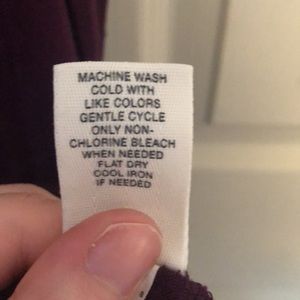 MACHINE WASH
COLD WITH
LIKE COLORS
GENTLE CYCLE
ONLY NON-
CHLORINE BLEACH
WHEN NEEDED
FLAT DRY
COOL IRON
IF NEEDED